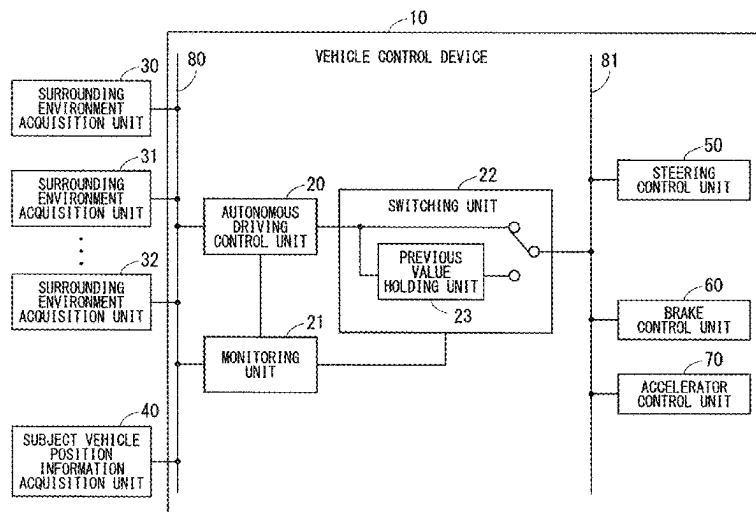 10
VEHICLE CONTROL DEVICE
80
81
30
SURROUNDING
ENVIRONMENT
ACQUISITION UNIT
31
SURROUNDING
ENVIRONMENT
ACQUISITION UNIT
32
SURROUNDING
ENVIRONMENT
ACQUISITION UNIT
40
SUBJECT VEHICLE
POSITION
INFORMATION
ACQUISITION UNIT
20
AUTONOMOUS
DRIVING
CONTROL UNIT
21
MONITORING
UNIT
22
SWITCHING UNIT
PREVIOUS
VALUE
HOLDING UNIT
23
50
STEERING
CONTROL UNIT
60
BRAKE
CONTROL UNIT
70
ACCELERATOR
CONTROL UNIT